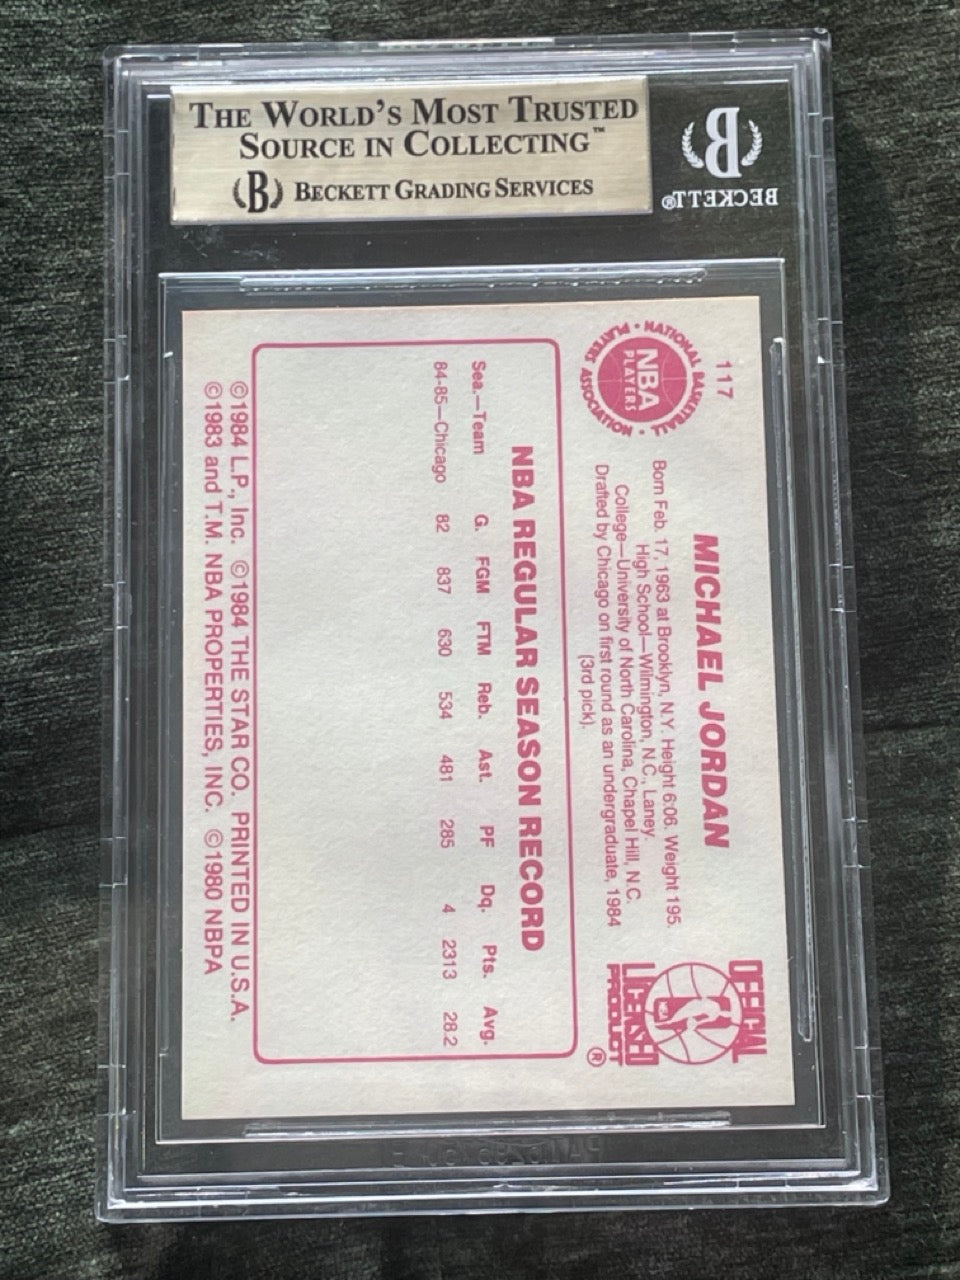 THE WORLD'S MOST TRUSTED
SOURCE IN COLLECTING™
(B) BECKETT GRADING SERVICES
B
BECKETT®
117
NATIONAL BASKETBALL PLAYERS ASSOCIATION
NBA
PLAYERS
MICHAEL JORDAN
Born Feb. 17, 1963 at Brooklyn, N.Y. Height 6:06. Weight 195.
High School—Wilmington, N.C., Laney.
College—University of North Carolina, Chapel Hill, N.C.
Drafted by Chicago on first round as an undergraduate, 1984
(3rd pick).
OFFICIAL
NBA
LICENSED
PRODUCT
®
NBA REGULAR SEASON RECORD
Sea.—Team G. FGM FTM Reb. Ast. PF Dq. Pts. Avg.
84-85—Chicago 82 837 630 534 481 285 4 2313 28.2
©1984 L.P., Inc. ©1984 THE STAR CO. PRINTED IN U.S.A.
©1983 and T.M. NBA PROPERTIES, INC. ©1980 NBPA